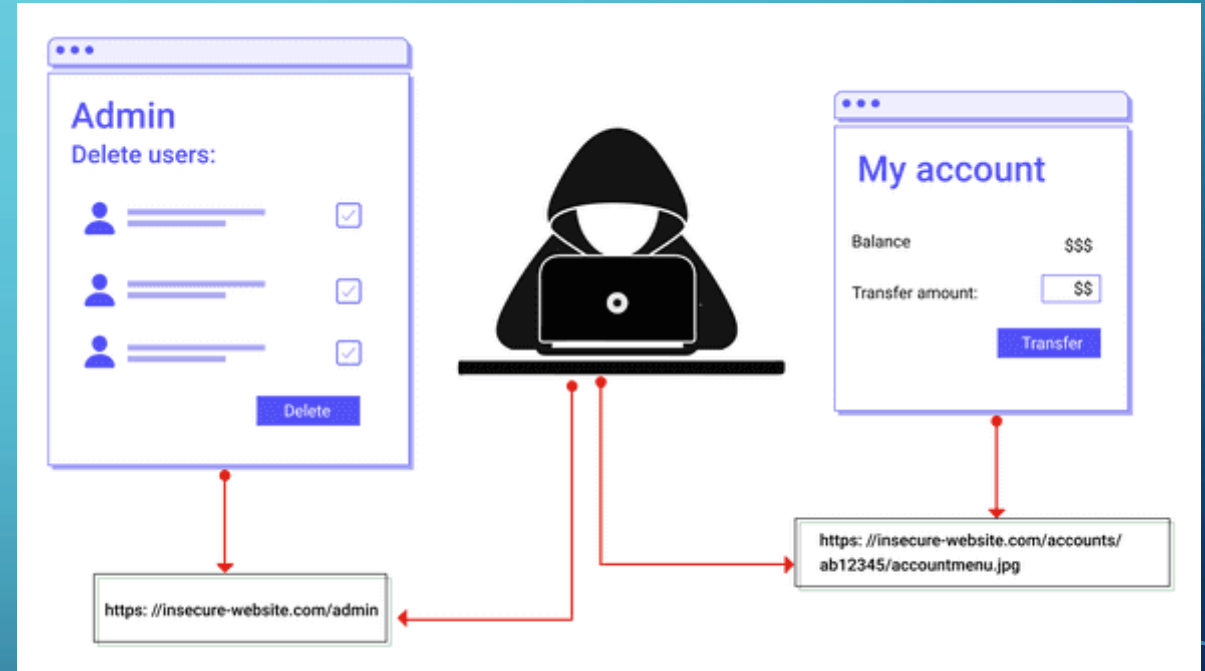 Admin
Delete users:
Delete
My account
Balance
$$$
Transfer amount:
$$
Transfer
https: //insecure-website.com/admin
https: //insecure-website.com/accounts/
ab12345/accountmenu.jpg